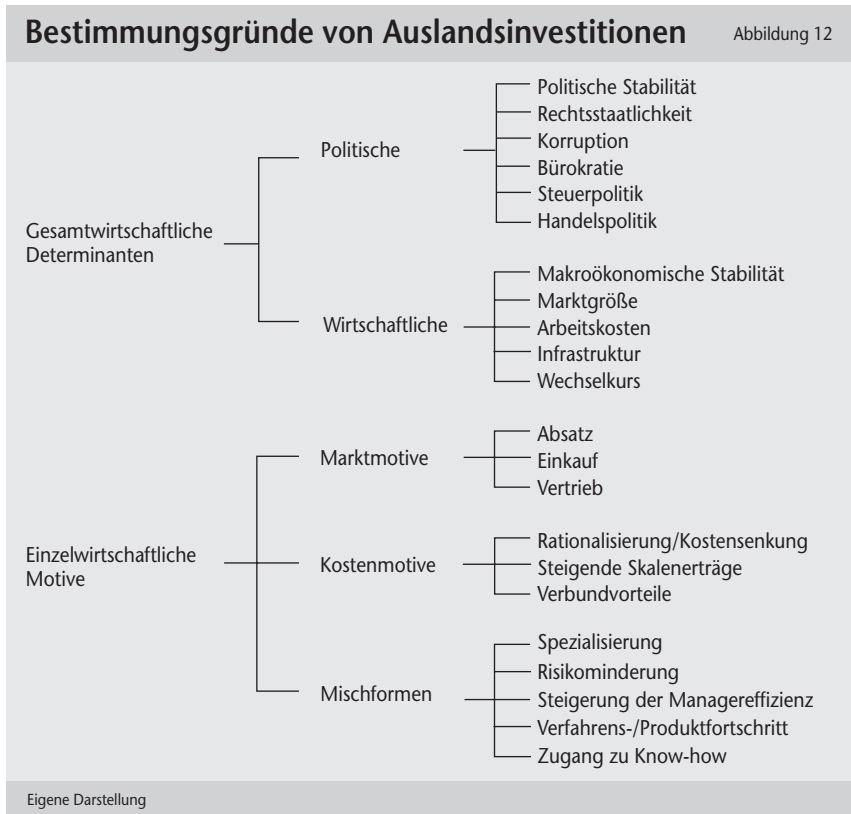 Bestimmungsgründe von Auslandsinvestitionen
Abbildung 12
Gesamtwirtschaftliche
Determinanten
Politische
Politische Stabilität
Rechtsstaatlichkeit
Korruption
Bürokratie
Steuerpolitik
Handelspolitik
Wirtschaftliche
Makroökonomische Stabilität
Marktgröße
Arbeitskosten
Infrastruktur
Wechselkurs
Einzelwirtschaftliche
Motive
Marktmotive
Absatz
Einkauf
Vertrieb
Kostenmotive
Rationalisierung/Kostensenkung
Steigende Skalenerträge
Verbundvorteile
Mischformen
Spezialisierung
Risikominderung
Steigerung der Managereffizienz
Verfahrens-/Produktfortschritt
Zugang zu Know-how
Eigene Darstellung